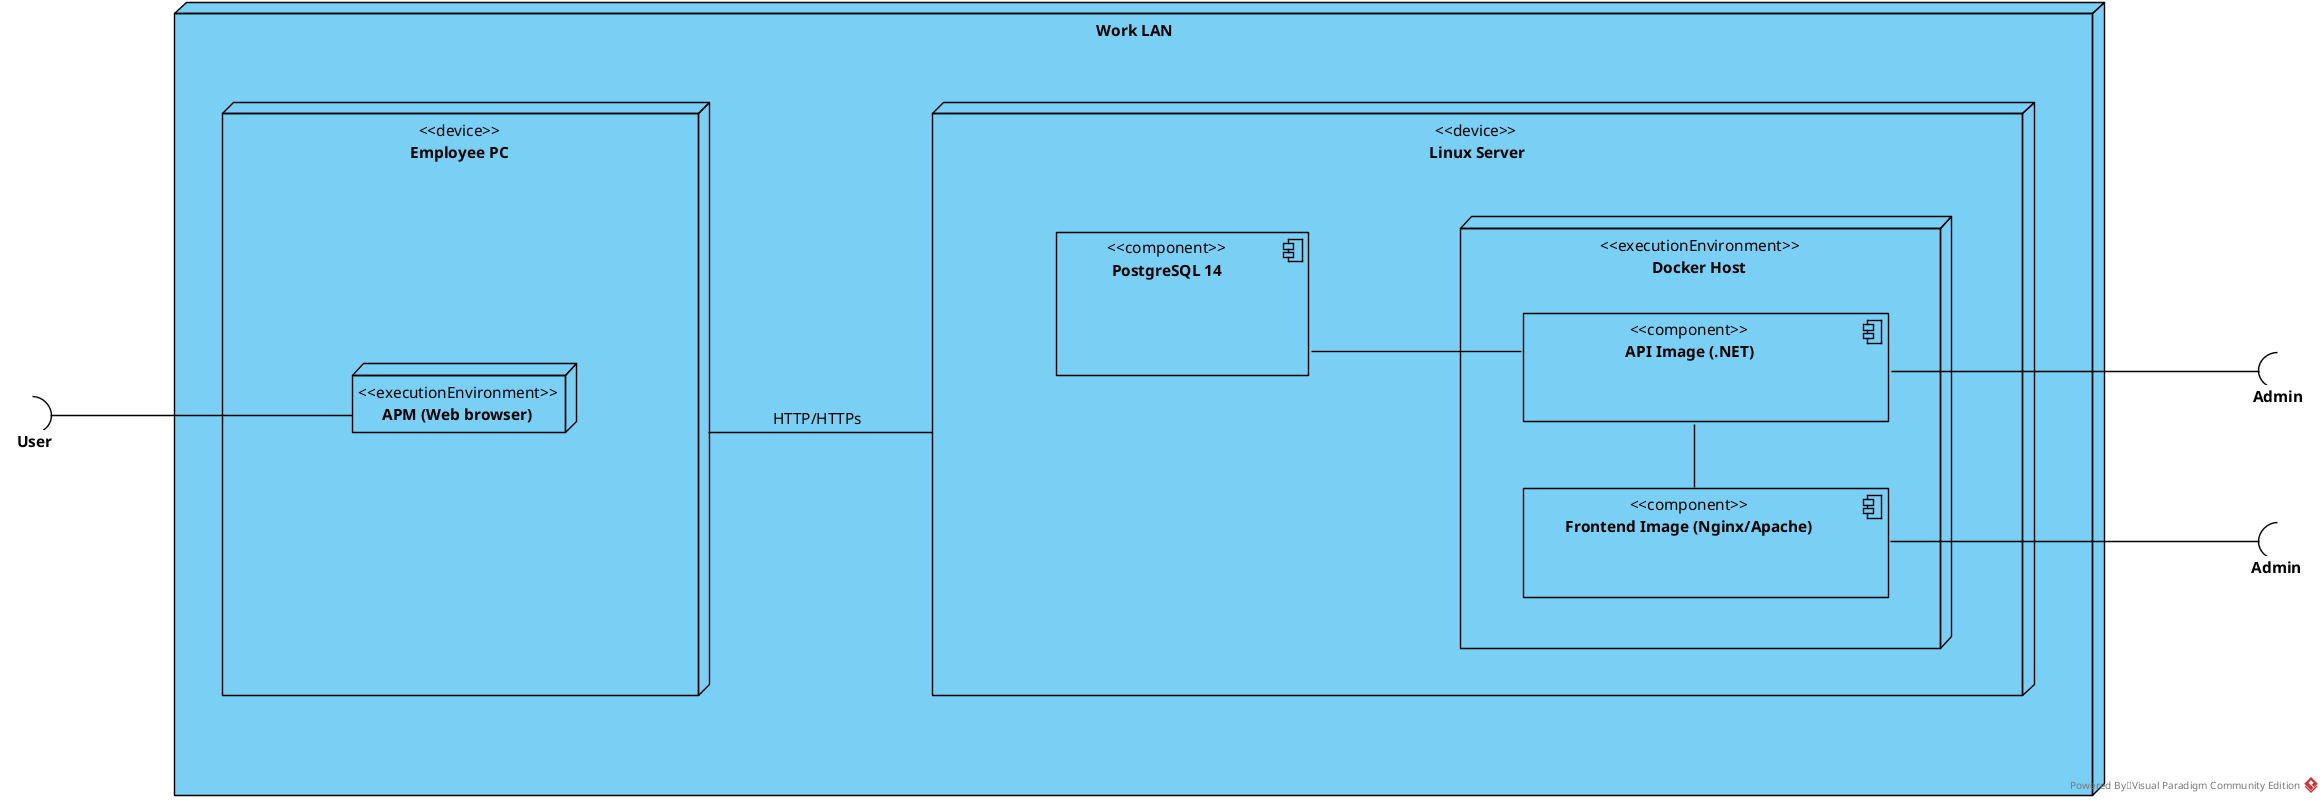 Work LAN
<<device>>
Employee PC
<<device>>
Linux Server
<<component>>
PostgreSQL 14
<<executionEnvironment>>
Docker Host
<<component>>
API Image (.NET)
<<executionEnvironment>>
APM (Web browser)
User
HTTP/HTTPs
Admin
<<component>>
Frontend Image (Nginx/Apache)
Admin
Powered By Visual Paradigm Community Edition